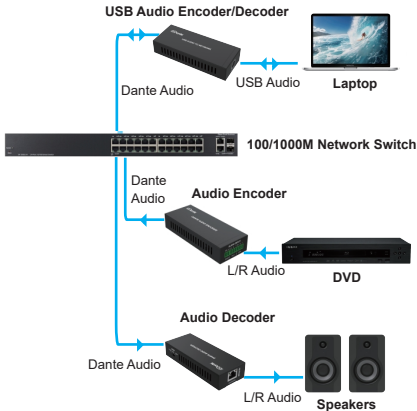 USB Audio Encoder/Decoder
Dante Audio
USB Audio
Laptop
100/1000M Network Switch
Dante
Audio
Audio Encoder
L/R Audio
DVD
Audio Decoder
Dante Audio
L/R Audio
Speakers